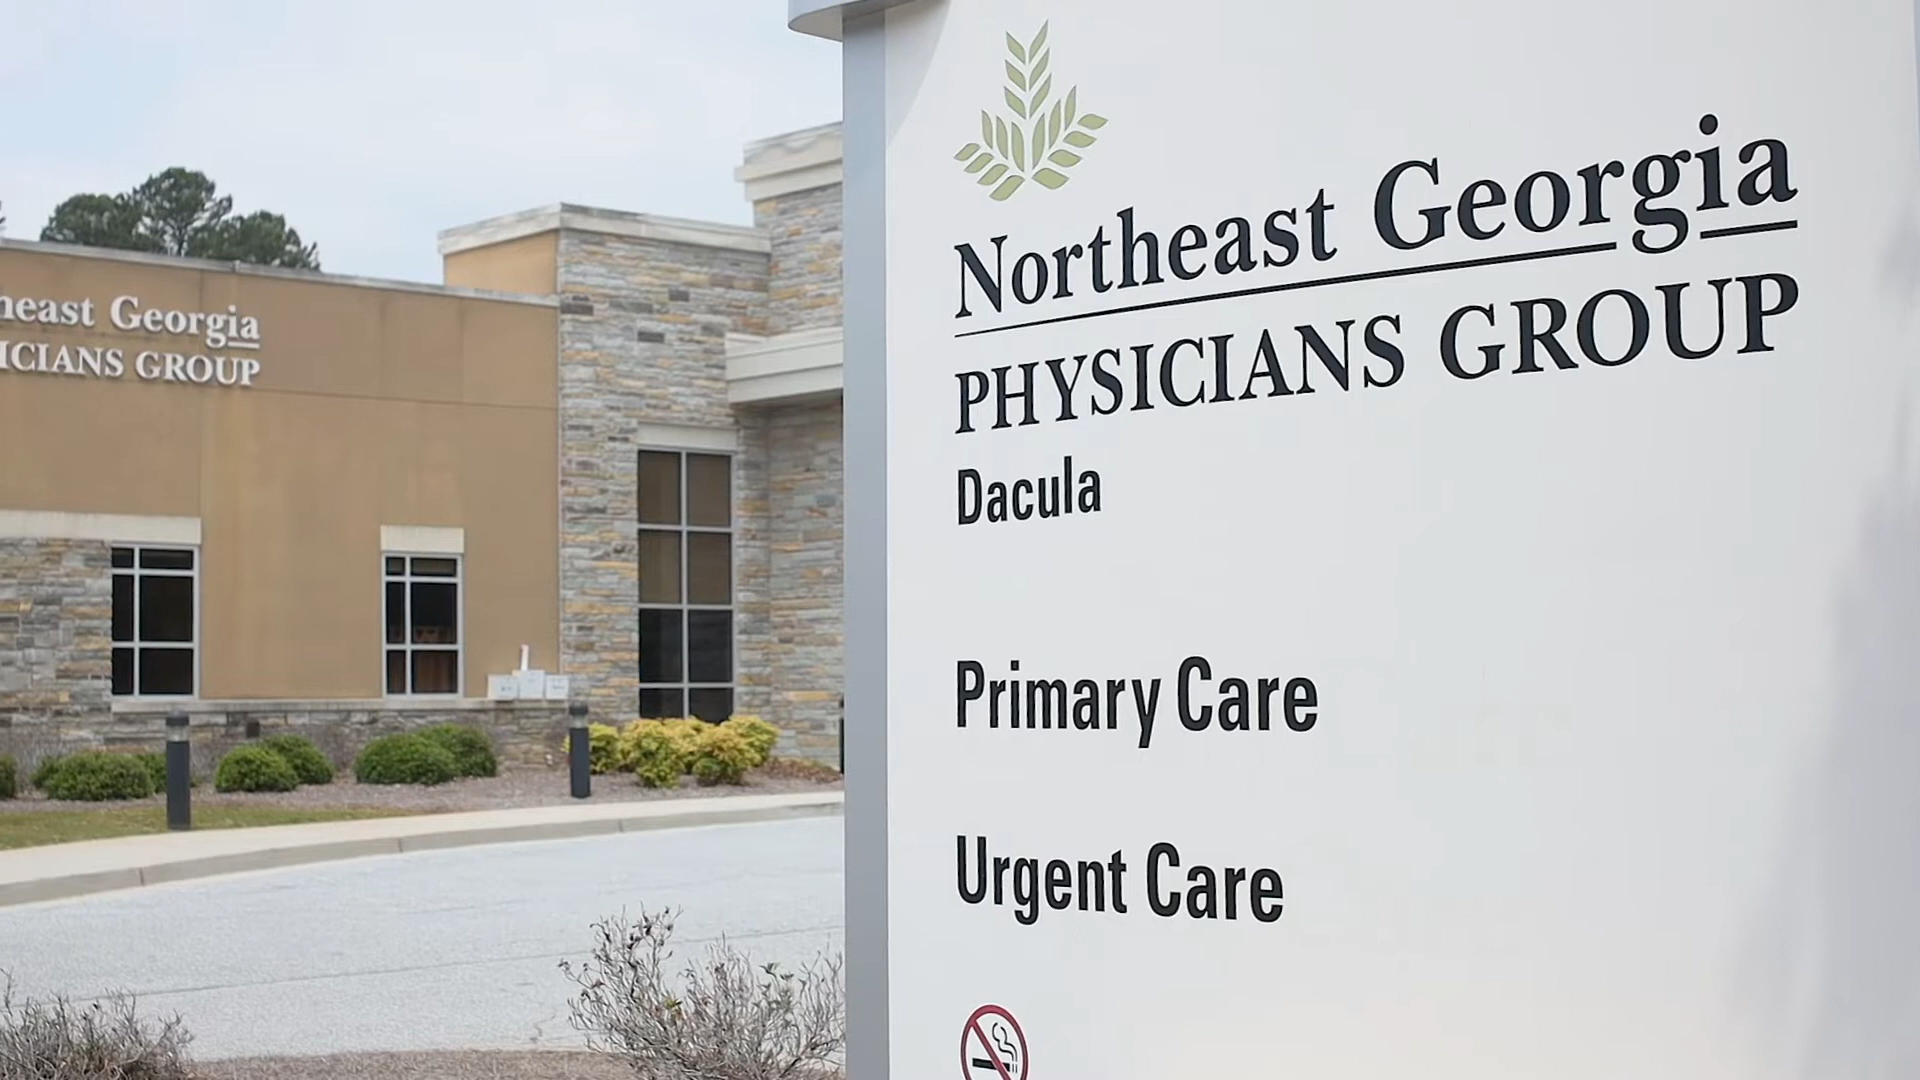 Northeast Georgia
PHYSICIANS GROUP
Dacula
Primary Care
Urgent Care
heast Georgia
ICIANS GROUP